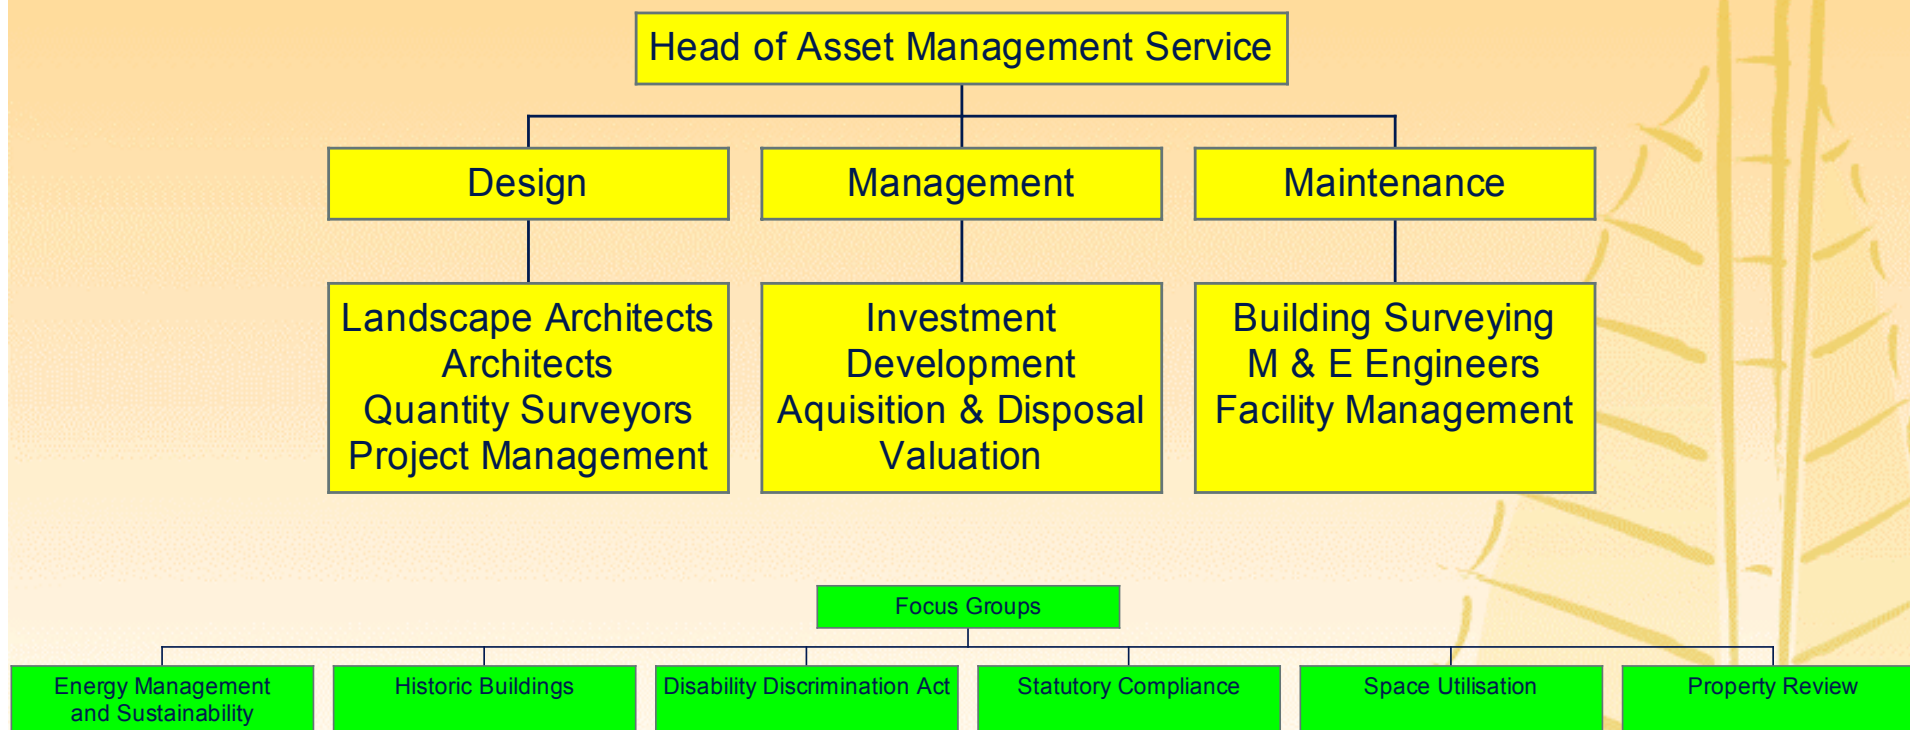 Head of Asset Management Service
Design
Management
Maintenance
Landscape Architects
Architects
Quantity Surveyors
Project Management
Investment
Development
Aquisition & Disposal
Valuation
Building Surveying
M & E Engineers
Facility Management
Focus Groups
Energy Management
and Sustainability
Historic Buildings
Disability Discrimination Act
Statutory Compliance
Space Utilisation
Property Review